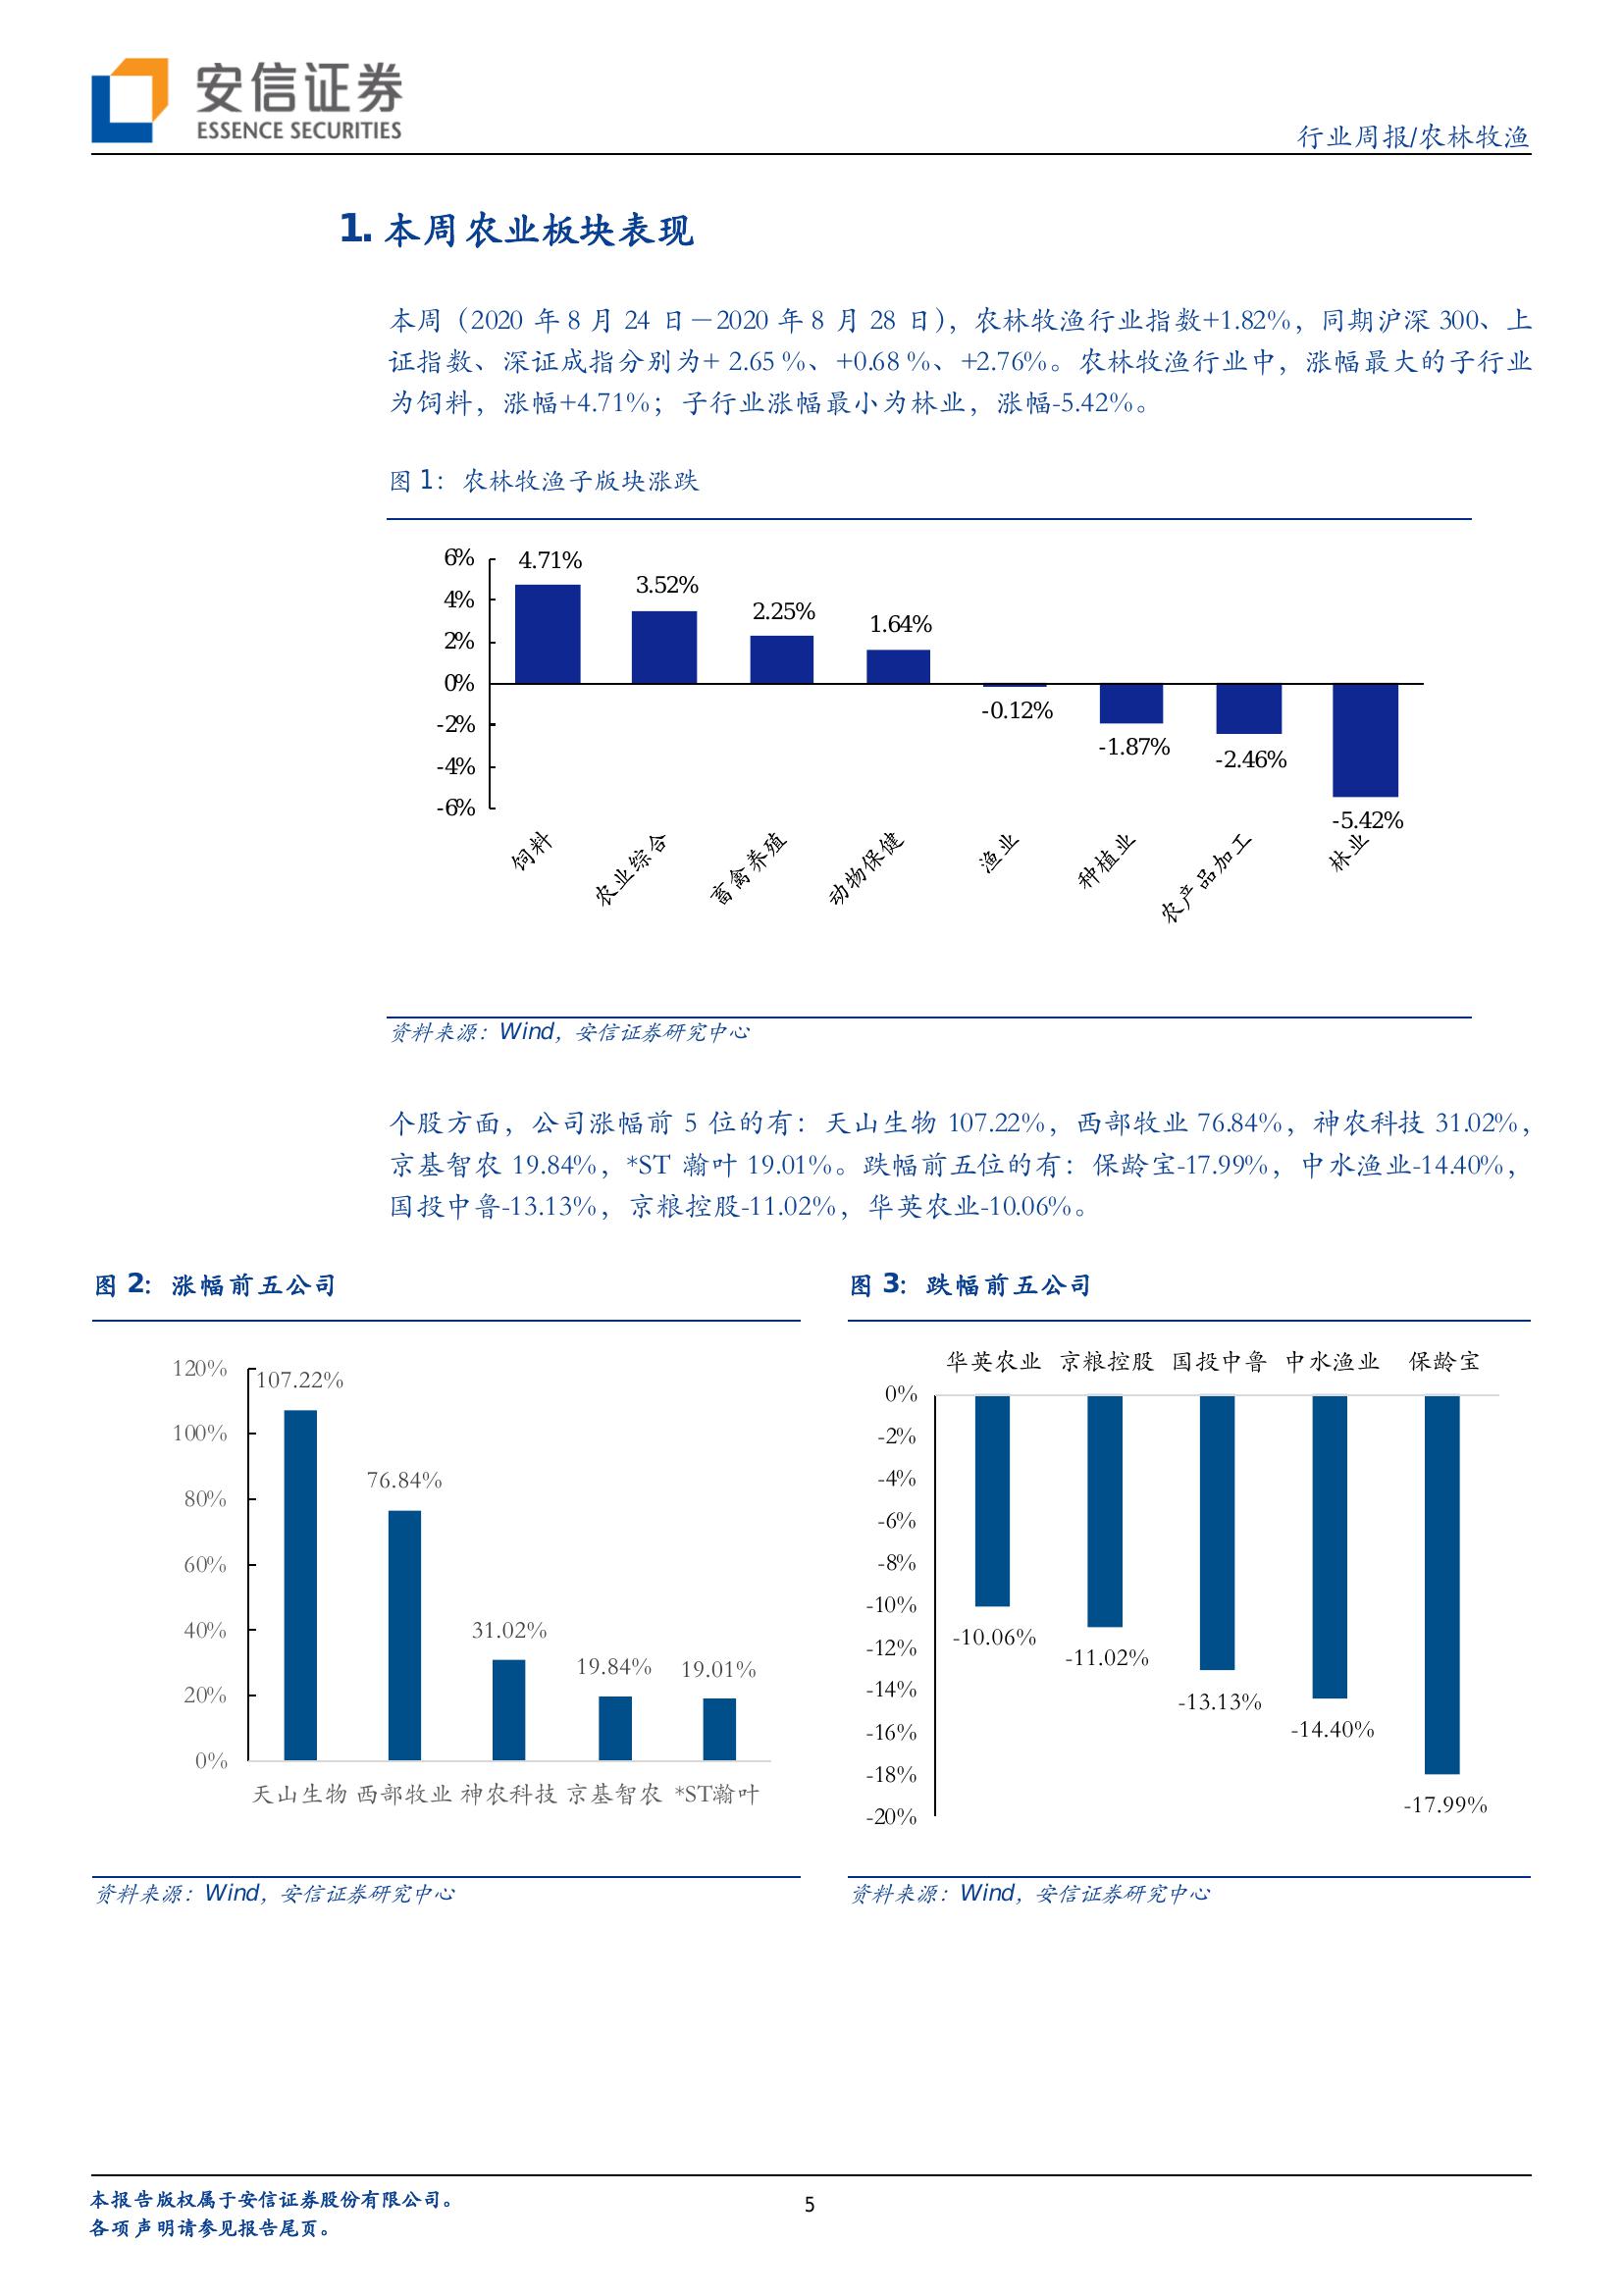 安信证券
ESSENCE SECURITIES
行业周报/农林牧渔
1. 本周农业板块表现
本周（2020 年 8 月 24 日－2020 年 8 月 28 日），农林牧渔行业指数+1.82%，同期沪深 300、上
证指数、深证成指分别为+ 2.65 %、+0.68 %、+2.76%。农林牧渔行业中，涨幅最大的子行业
为饲料，涨幅+4.71%；子行业涨幅最小为林业，涨幅-5.42%。
图 1：农林牧渔子版块涨跌
6%
4%
2%
0%
-2%
-4%
-6%
4.71%
3.52%
2.25%
1.64%
-0.12%
-1.87%
-2.46%
-5.42%
饲料
农业综合
畜禽养殖
动物保健
渔业
种植业
农产品加工
林业
资料来源：Wind，安信证券研究中心
个股方面，公司涨幅前 5 位的有：天山生物 107.22%，西部牧业 76.84%，神农科技 31.02%，
京基智农 19.84%，*ST 瀚叶 19.01%。跌幅前五位的有：保龄宝-17.99%，中水渔业-14.40%，
国投中鲁-13.13%，京粮控股-11.02%，华英农业-10.06%。
图 2：涨幅前五公司
120%
100%
80%
60%
40%
20%
0%
107.22%
76.84%
31.02%
19.84%
19.01%
天山生物 西部牧业 神农科技 京基智农 *ST瀚叶
资料来源：Wind，安信证券研究中心
图 3：跌幅前五公司
华英农业 京粮控股 国投中鲁 中水渔业 保龄宝
0%
-2%
-4%
-6%
-8%
-10%
-12%
-14%
-16%
-18%
-20%
-10.06%
-11.02%
-13.13%
-14.40%
-17.99%
资料来源：Wind，安信证券研究中心
本报告版权属于安信证券股份有限公司。
各项声明请参见报告尾页。
5